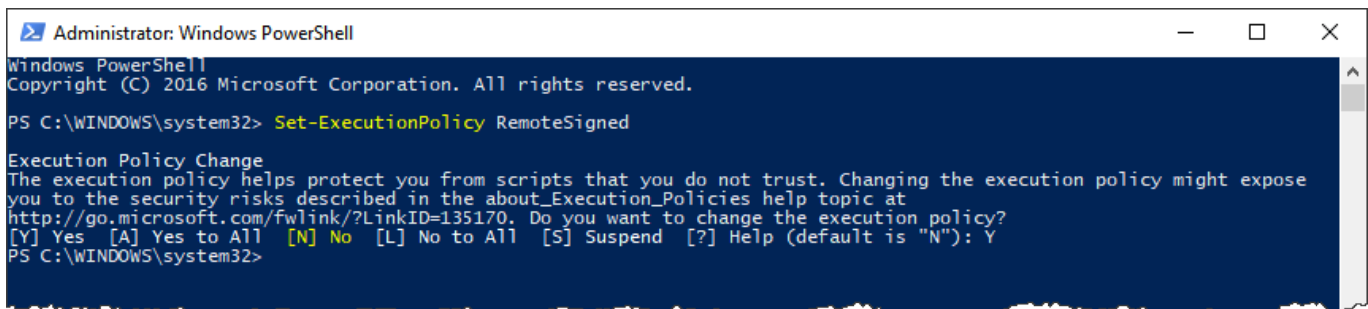 Administrator: Windows PowerShell
Windows PowerShell
Copyright (C) 2016 Microsoft Corporation. All rights reserved.
PS C:\WINDOWS\system32> Set-ExecutionPolicy RemoteSigned
Execution Policy Change
The execution policy helps protect you from scripts that you do not trust. Changing the execution policy might expose
you to the security risks described in the about_Execution_Policies help topic at
http://go.microsoft.com/fwlink/?LinkID=135170. Do you want to change the execution policy?
[Y] Yes  [A] Yes to All  [N] No  [L] No to All  [S] Suspend  [?] Help (default is "N"): Y
PS C:\WINDOWS\system32>